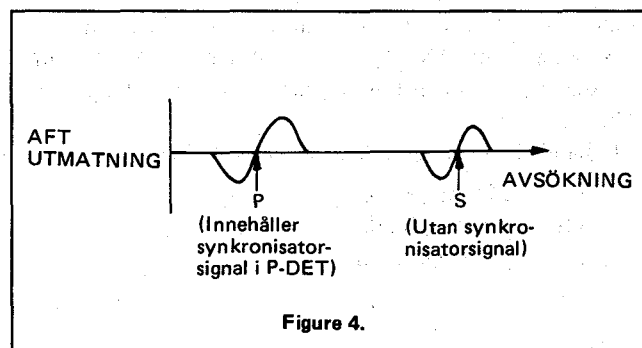 AFT
UTMATNING
AVSÖKNING
P
(Innehåller
synkronisator-
signal i P-DET)
S
(Utan synkro-
nisatorsignal)
Figure 4.